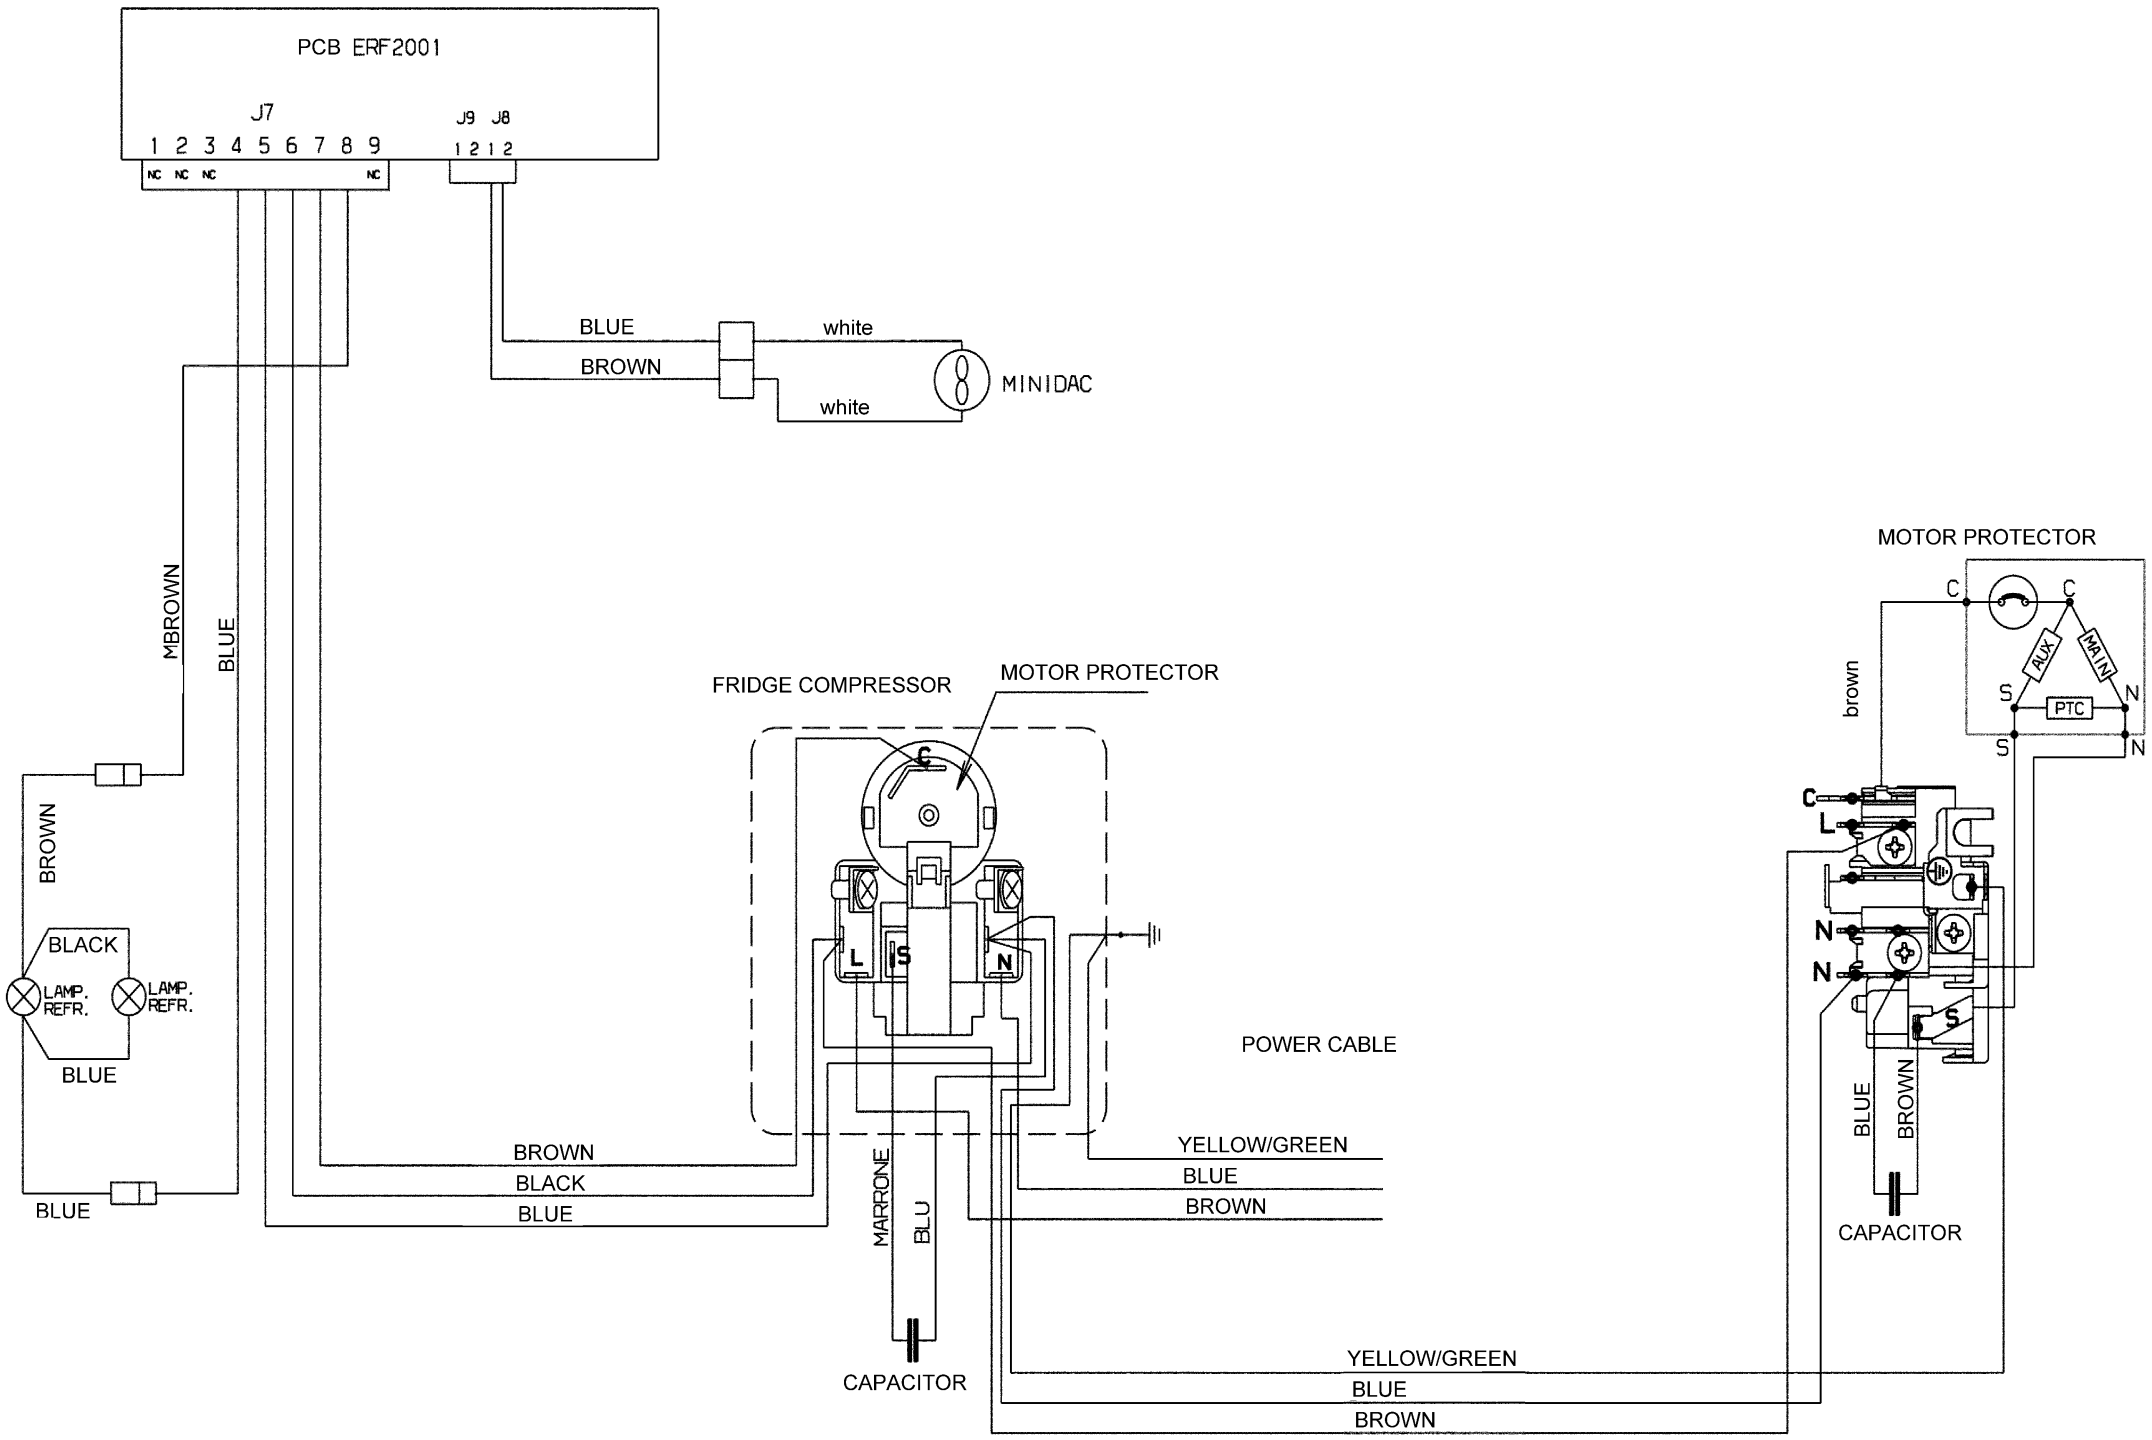 PCB ERF2001
J7
J9 J8
1 2 3 4 5 6 7 8 9
1 2 1 2
NC NC NC NC
BLUE
white
BROWN
MINIDAC
white
MOTOR PROTECTOR
C
C
AUX
MAIN
S
N
PTC
S
N
brown
MBROWN
BLUE
FRIDGE COMPRESSOR
MOTOR PROTECTOR
C
L
S
N
C
L
N
N
S
BROWN
BLACK
LAMP.
REFR.
LAMP.
REFR.
BLUE
BLUE
POWER CABLE
BROWN
BLACK
BLUE
YELLOW/GREEN
BLUE
BROWN
MARRONE
BLU
CAPACITOR
BLUE
BROWN
CAPACITOR
YELLOW/GREEN
BLUE
BROWN